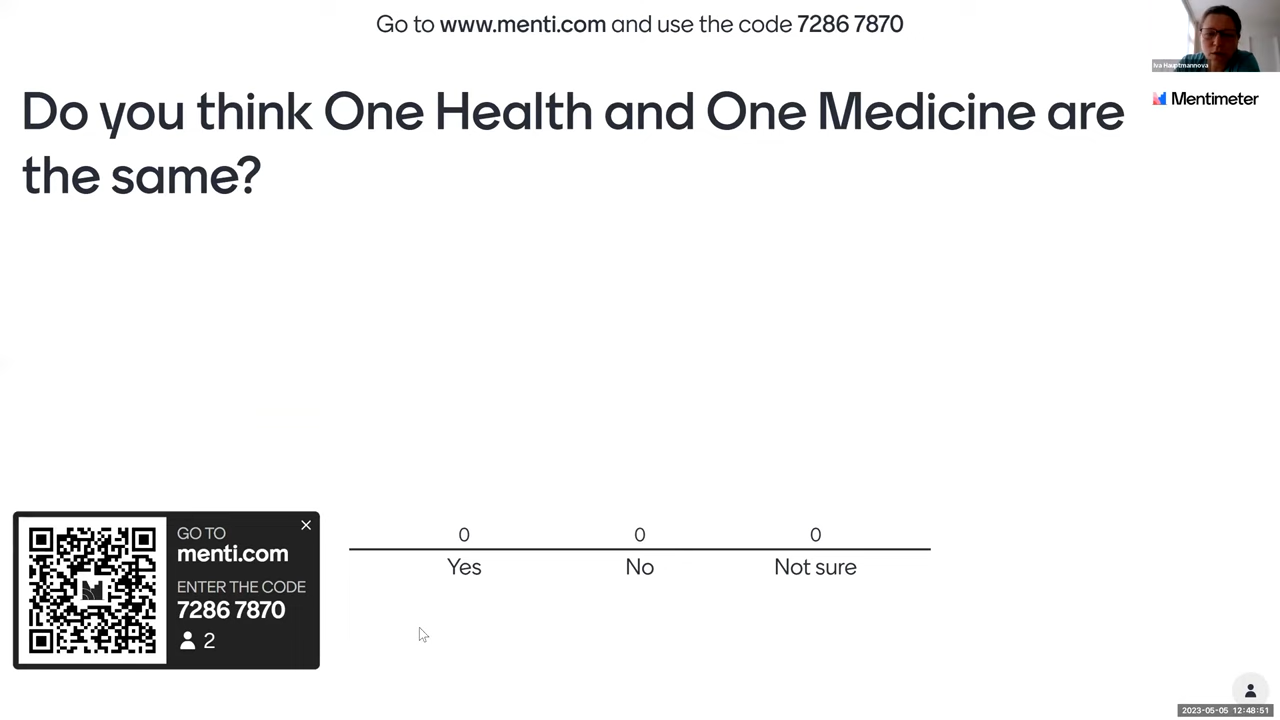 Go to www.menti.com and use the code 7286 7870
Iva Hauptmannova
Mentimeter
Do you think One Health and One Medicine are
the same?
GO TO
menti.com
ENTER THE CODE
7286 7870
2
0 0 0
Yes No Not sure
2023-05-05 12:48:51